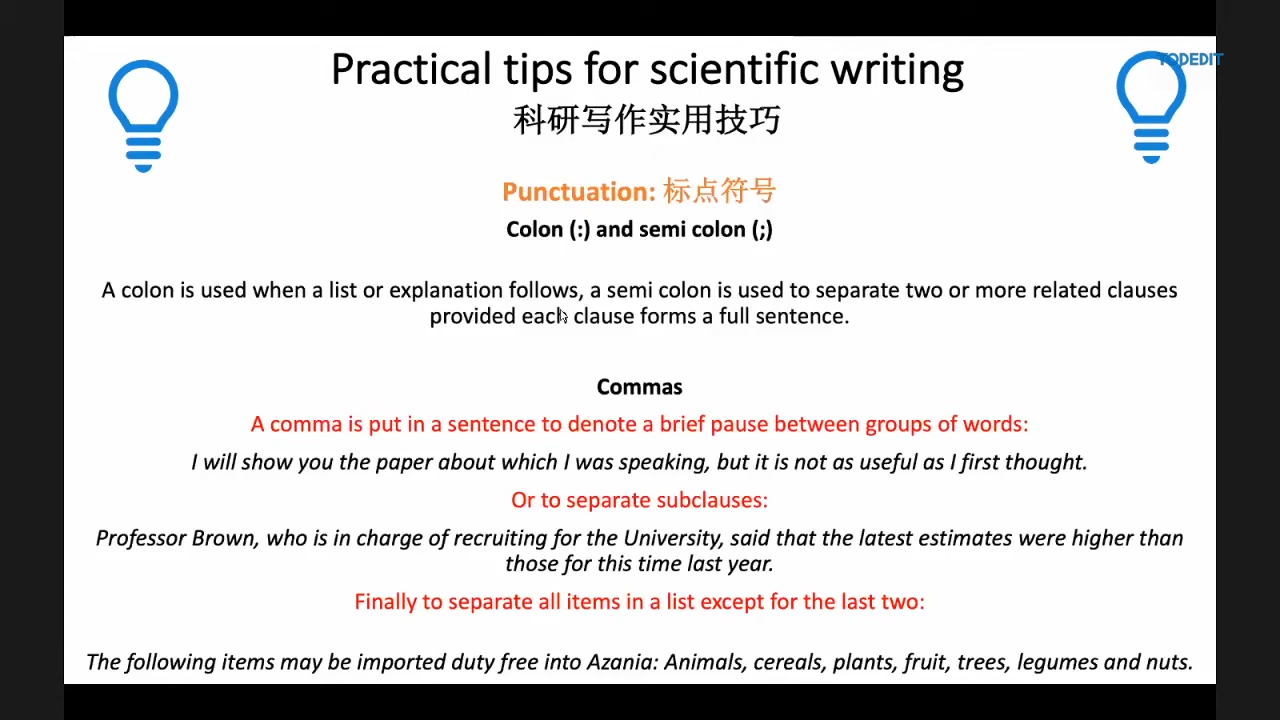 TODEDIT
Practical tips for scientific writing
科研写作实用技巧
Punctuation: 标点符号
Colon (:) and semi colon (;)
A colon is used when a list or explanation follows, a semi colon is used to separate two or more related clauses
provided each clause forms a full sentence.
Commas
A comma is put in a sentence to denote a brief pause between groups of words:
I will show you the paper about which I was speaking, but it is not as useful as I first thought.
Or to separate subclauses:
Professor Brown, who is in charge of recruiting for the University, said that the latest estimates were higher than
those for this time last year.
Finally to separate all items in a list except for the last two:
The following items may be imported duty free into Azania: Animals, cereals, plants, fruit, trees, legumes and nuts.